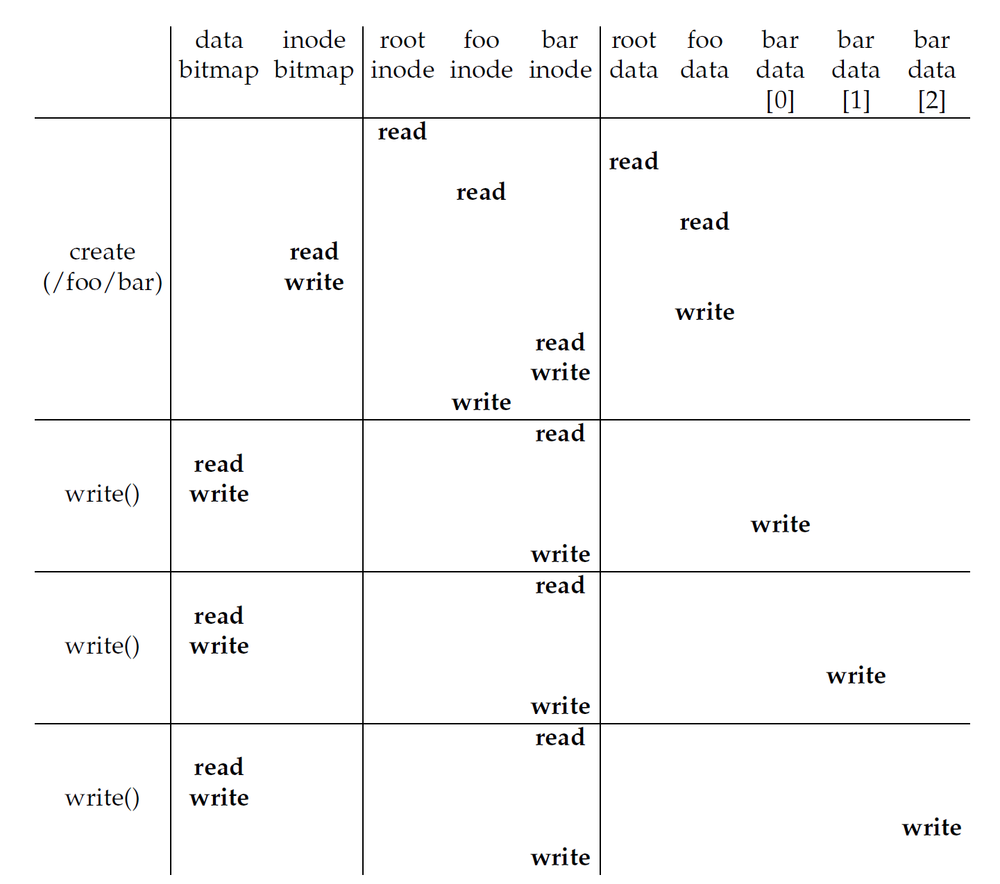 data inode root foo bar root foo bar bar bar
bitmap bitmap inode inode inode data data data data data
[0] [1] [2]
read
read
read
read
create read
(/foo/bar) write
write
read
write
write
read
read
write() write
write
write
read
read
write() write
write
write
read
read
write() write
write
write